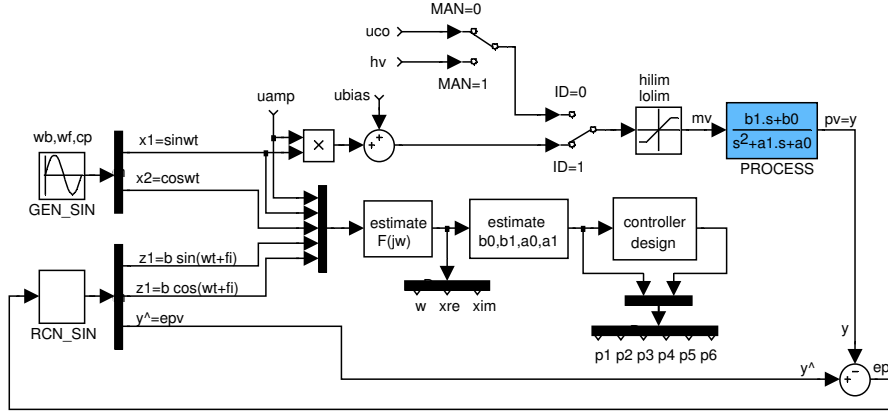 MAN=0
uco
hv
MAN=1
uamp
ubias
ID=0
hilim
lolim
mv
b1.s+b0
s²+a1.s+a0
pv=y
PROCESS
wb,wf,cp
x1=sinwt
×
+
+
ID=1
x2=coswt
GEN_SIN
estimate
F(jw)
estimate
b0,b1,a0,a1
controller
design
z1=b sin(wt+fi)
z1=b cos(wt+fi)
w xre xim
RCN_SIN
y^=epv
p1 p2 p3 p4 p5 p6
y
y^
+
-
ep